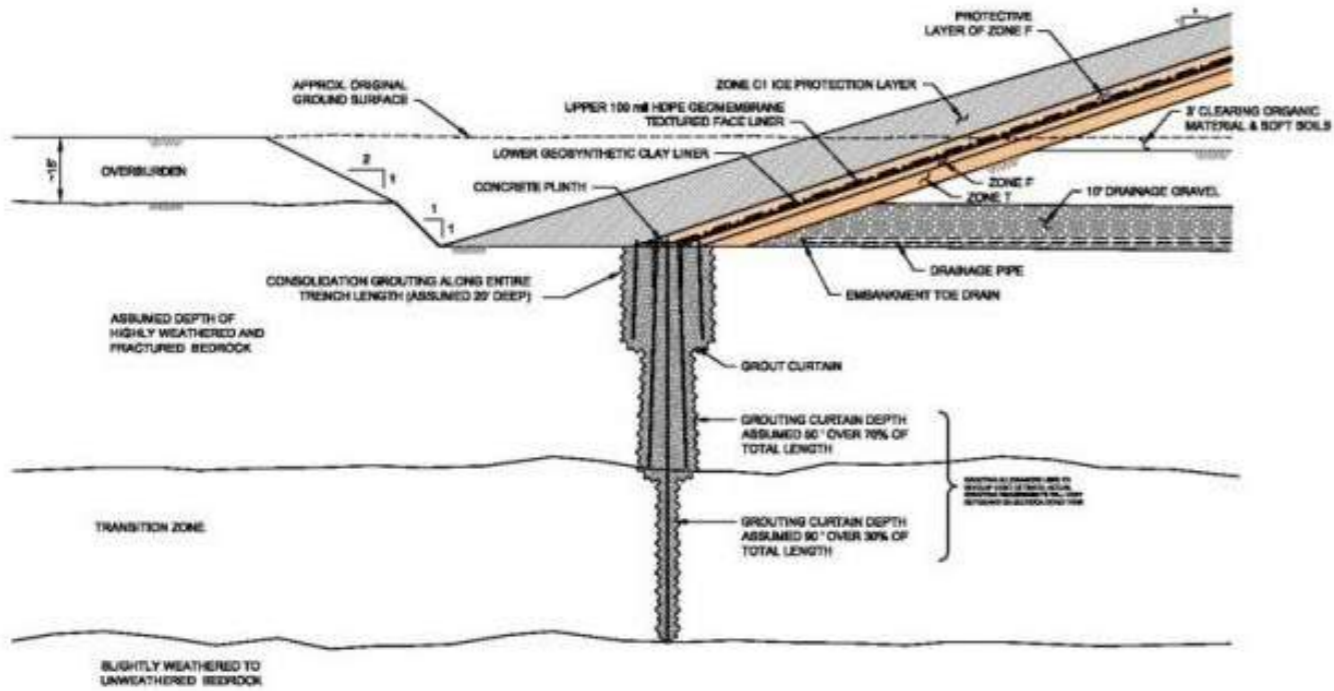 PROTECTIVE
LAYER OF ZONE F
ZONE C1 ICE PROTECTION LAYER
APPROX. ORIGINAL
GROUND SURFACE
UPPER 100 mil HDPE GEOMEMBRANE
TEXTURED FACE LINER
3' CLEARING ORGANIC
MATERIAL & SOFT SOILS
LOWER GEOSYNTHETIC CLAY LINER
~15'
OVERBURDEN
2
1
CONCRETE PLINTH
ZONE F
ZONE T
10' DRAINAGE GRAVEL
1
1
DRAINAGE PIPE
CONSOLIDATION GROUTING ALONG ENTIRE
TRENCH LENGTH (ASSUMED 20' DEEP)
EMBANKMENT TOE DRAIN
ASSUMED DEPTH OF
HIGHLY WEATHERED AND
FRACTURED BEDROCK
GROUT CURTAIN
GROUTING CURTAIN DEPTH
ASSUMED 50' OVER 70% OF
TOTAL LENGTH
TRANSITION ZONE
GROUTING CURTAIN DEPTH
ASSUMED 90' OVER 30% OF
TOTAL LENGTH
SLIGHTLY WEATHERED TO
UNWEATHERED BEDROCK